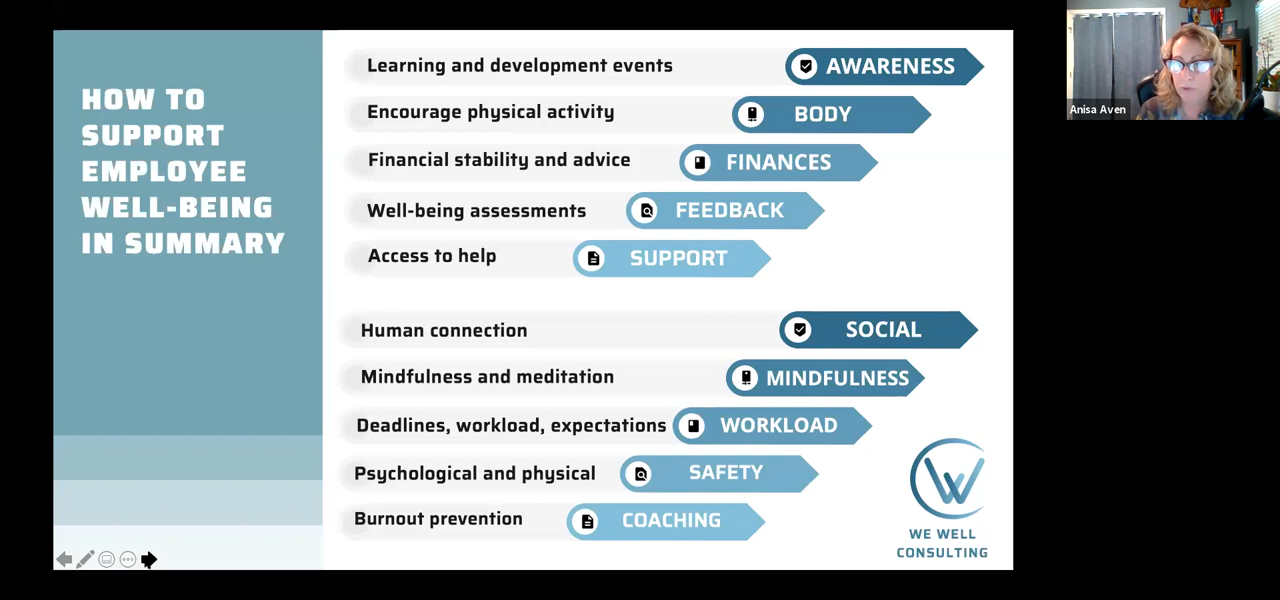 HOW TO
SUPPORT
EMPLOYEE
WELL-BEING
IN SUMMARY
Learning and development events AWARENESS
Encourage physical activity BODY
Financial stability and advice FINANCES
Well-being assessments FEEDBACK
Access to help SUPPORT
Human connection SOCIAL
Mindfulness and meditation MINDFULNESS
Deadlines, workload, expectations WORKLOAD
Psychological and physical SAFETY
Burnout prevention COACHING
WE WELL
CONSULTING
Anisa Aven